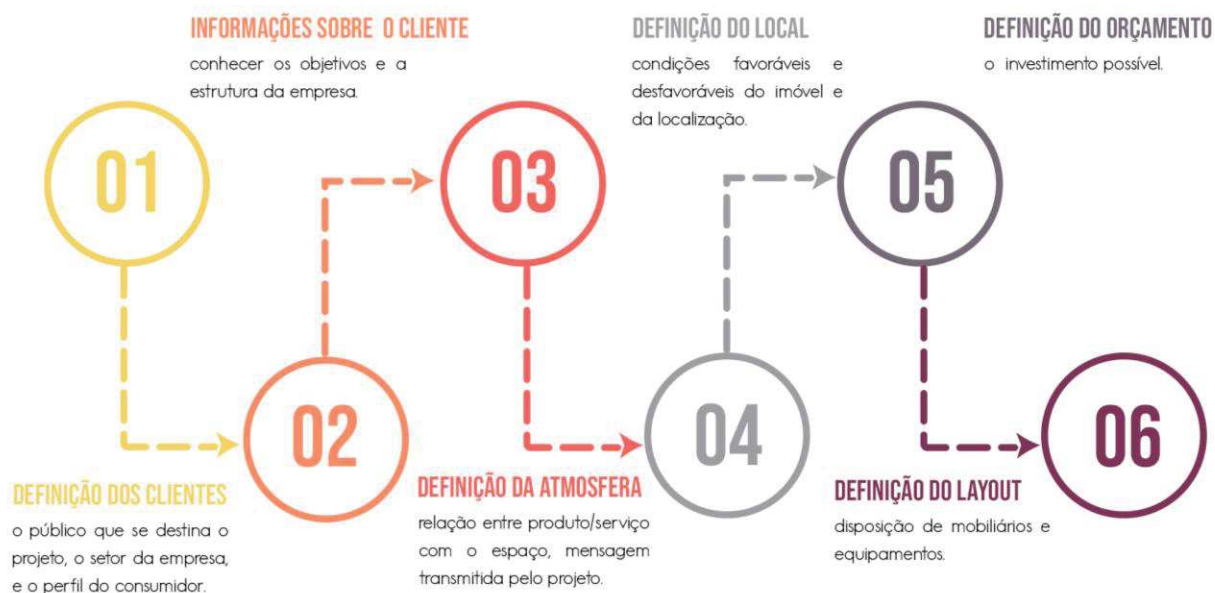 01
DEFINIÇÃO DOS CLIENTES
o público que se destina o
projeto, o setor da empresa,
e o perfil do consumidor.
02
INFORMAÇÕES SOBRE O CLIENTE
conhecer os objetivos e a
estrutura da empresa.
03
DEFINIÇÃO DA ATMOSFERA
relação entre produto/serviço
com o espaço, mensagem
transmitida pelo projeto.
04
DEFINIÇÃO DO LOCAL
condições favoráveis e
desfavoráveis do imóvel e
da localização.
05
DEFINIÇÃO DO ORÇAMENTO
o investimento possível.
06
DEFINIÇÃO DO LAYOUT
disposição de mobiliários e
equipamentos.